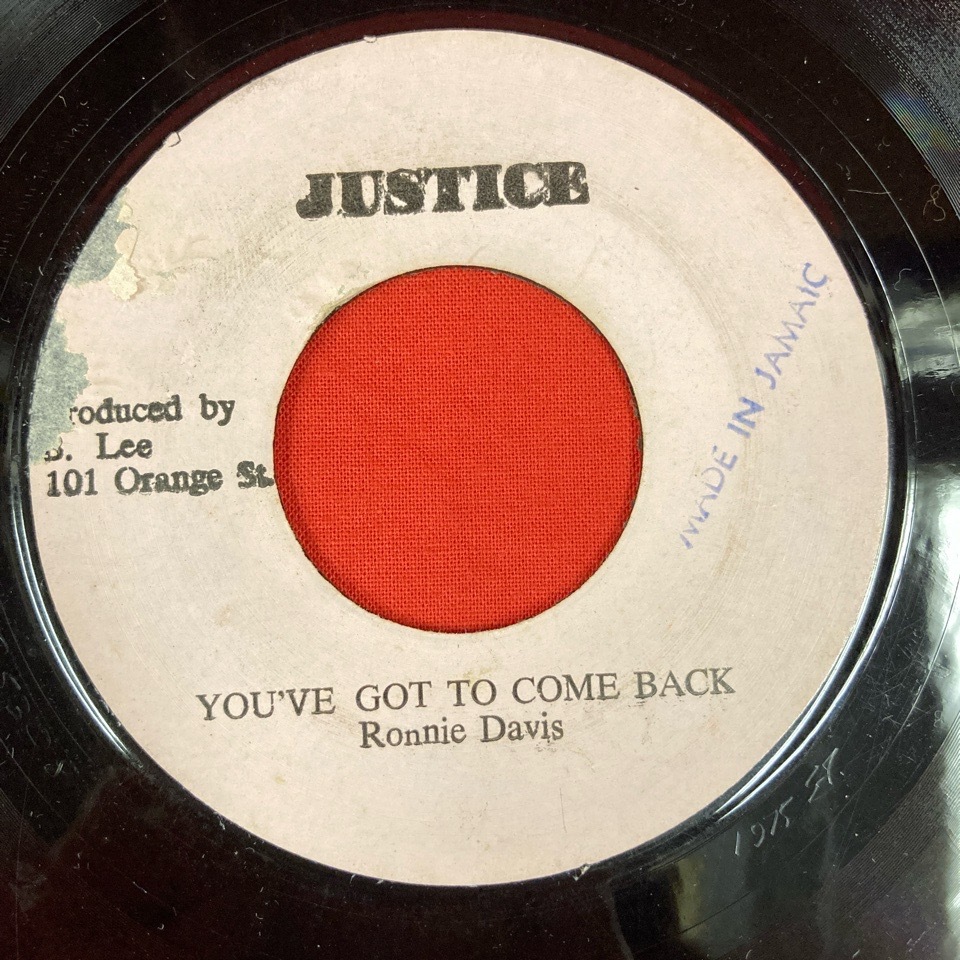 JUSTICE
roduced by
. Lee
101 Orange St.
MADE IN JAMAIC
YOU'VE GOT TO COME BACK
Ronnie Davis